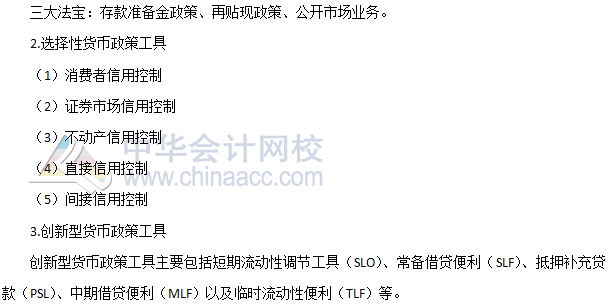 三大法宝：存款准备金政策、再贴现政策、公开市场业务。
2.选择性货币政策工具
（1）消费者信用控制
（2）证券市场信用控制
（3）不动产信用控制
（4）直接信用控制
（5）间接信用控制
3.创新型货币政策工具
创新型货币政策工具主要包括短期流动性调节工具（SLO）、常备借贷便利（SLF）、抵押补充贷
款（PSL）、中期借贷便利（MLF）以及临时流动性便利（TLF）等。
中华会计网校
www.chinaacc.com